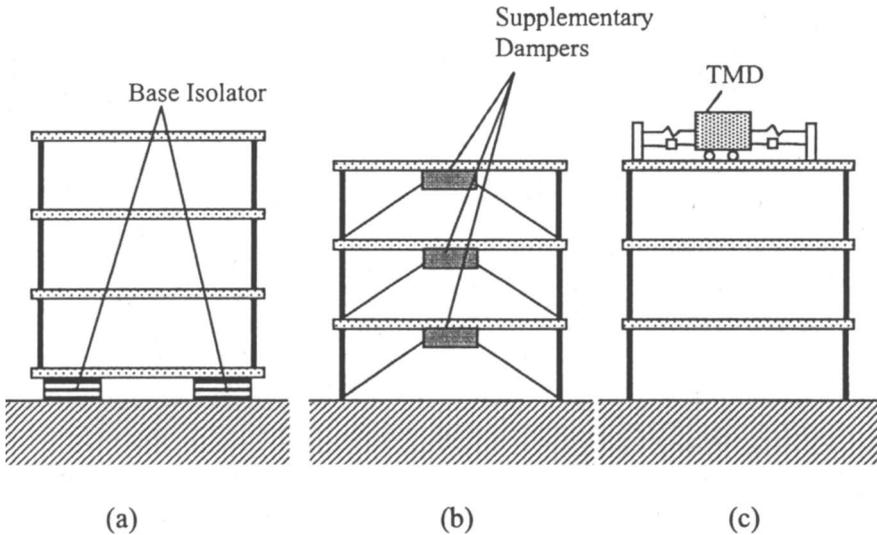 Supplementary
Dampers
Base Isolator
TMD
(a)
(b)
(c)